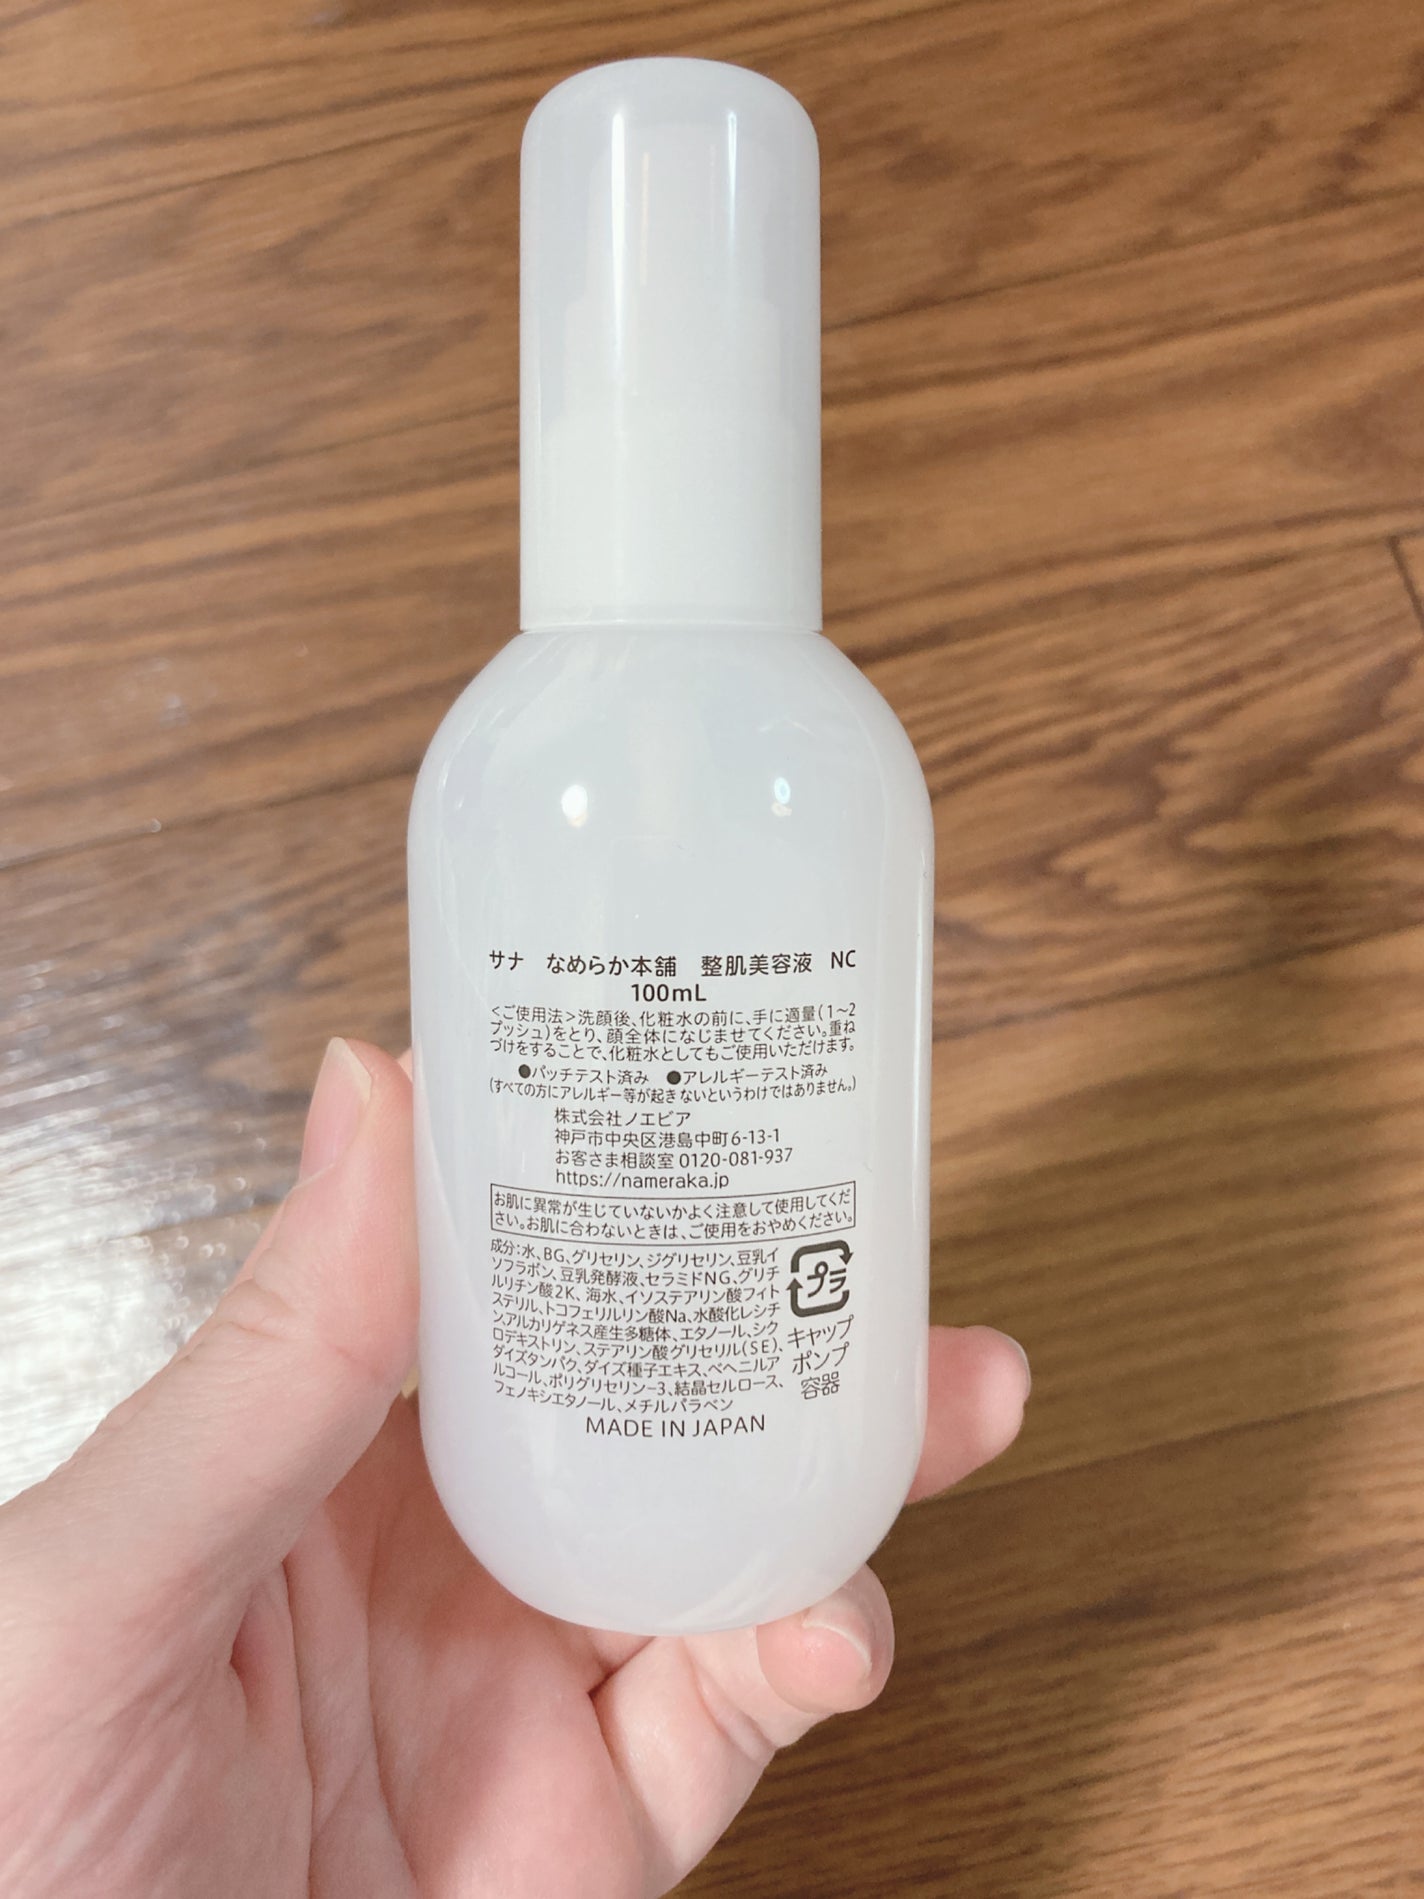 サナ なめらか本舗 整肌美容液 NC
100mL
<ご使用法>洗顔後、化粧水の前に、手に適量(1〜2
プッシュ)をとり、顔全体になじませてください。重ね
づけをすることで、化粧水としてもご使用いただけます。
●パッチテスト済み ●アレルギーテスト済み
(すべての方にアレルギー等が起きないというわけではありません。)
株式会社ノエビア
神戸市中央区港島中町6-13-1
お客さま相談室 0120-081-937
https://nameraka.jp
お肌に異常が生じていないかよく注意して使用してくだ
さい。お肌に合わないときは、ご使用をおやめください。
成分:水、BG、グリセリン、ジグリセリン、豆乳イ
ソフラボン、豆乳発酵液、セラミドNG、グリチ
ルリチン酸2K、海水、イソステアリン酸フィト
ステリル、トコフェリルリン酸Na、水酸化レシチ
ン、アルカリゲネス産生多糖体、エタノール、シク
ロデキストリン、ステアリン酸グリセリル(SE)、
ダイズタンパク、ダイズ種子エキス、ベヘニルア
ルコール、ポリグリセリン-3、結晶セルロース、
フェノキシエタノール、メチルパラベン
プラ
キャップ
ポンプ
容器
MADE IN JAPAN